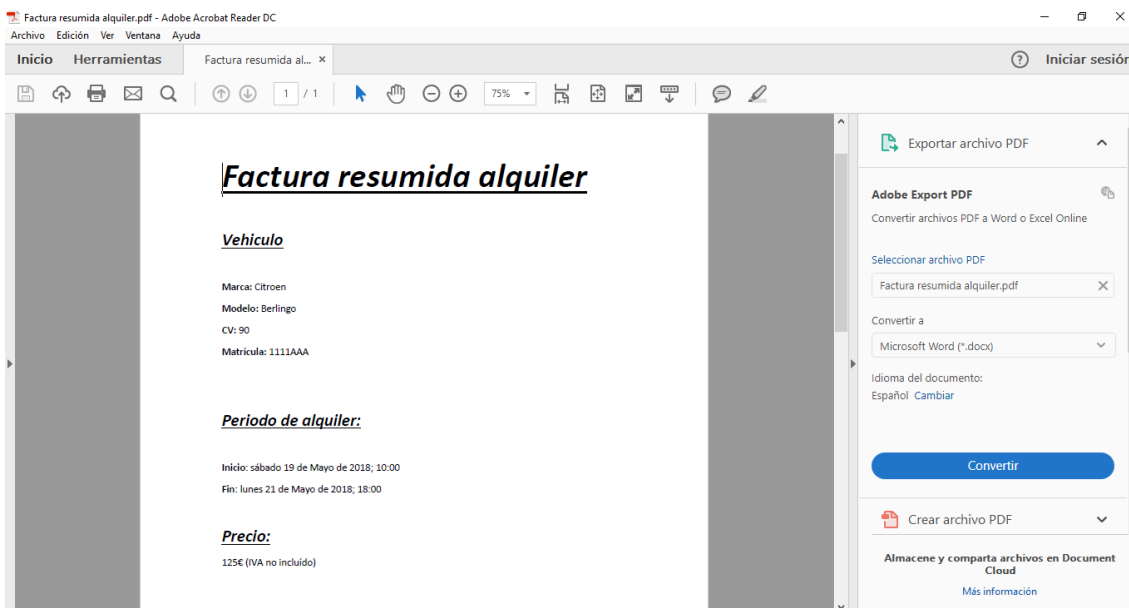 Factura resumida alquiler.pdf - Adobe Acrobat Reader DC
Archivo Edición Ver Ventana Ayuda
Inicio Herramientas Factura resumida al... × ? Iniciar sesión
1 / 1 75%
Factura resumida alquiler
Vehiculo
Marca: Citroen
Modelo: Berlingo
CV: 90
Matricula: 1111AAA
Periodo de alquiler:
Inicio: sábado 19 de Mayo de 2018; 10:00
Fin: lunes 21 de Mayo de 2018; 18:00
Precio:
125€ (IVA no incluido)
Exportar archivo PDF
Adobe Export PDF
Convertir archivos PDF a Word o Excel Online
Seleccionar archivo PDF
Factura resumida alquiler.pdf
Convertir a
Microsoft Word (*.docx)
Idioma del documento:
Español Cambiar
Convertir
Crear archivo PDF
Almacene y comparta archivos en Document
Cloud
Más información